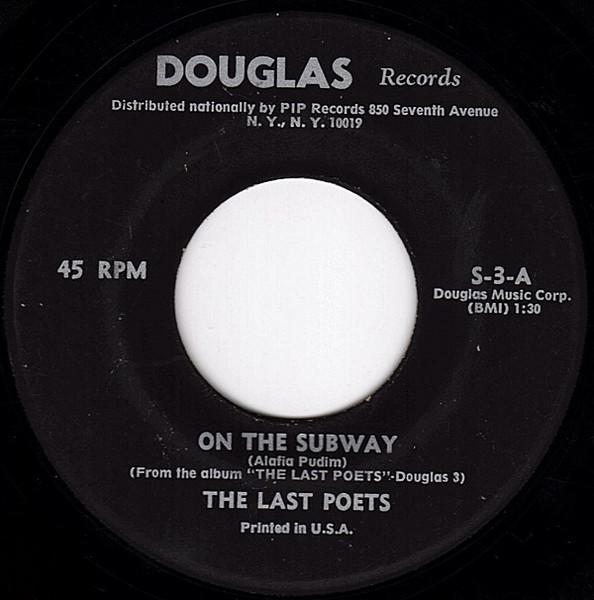 DOUGLAS Records
Distributed nationally by PIP Records 850 Seventh Avenue
N. Y., N. Y. 10019
45 RPM
S-3-A
Douglas Music Corp.
(BMI) 1:30
ON THE SUBWAY
(Alafia Pudim)
(From the album "THE LAST POETS"-Douglas 3)
THE LAST POETS
Printed in U.S.A.